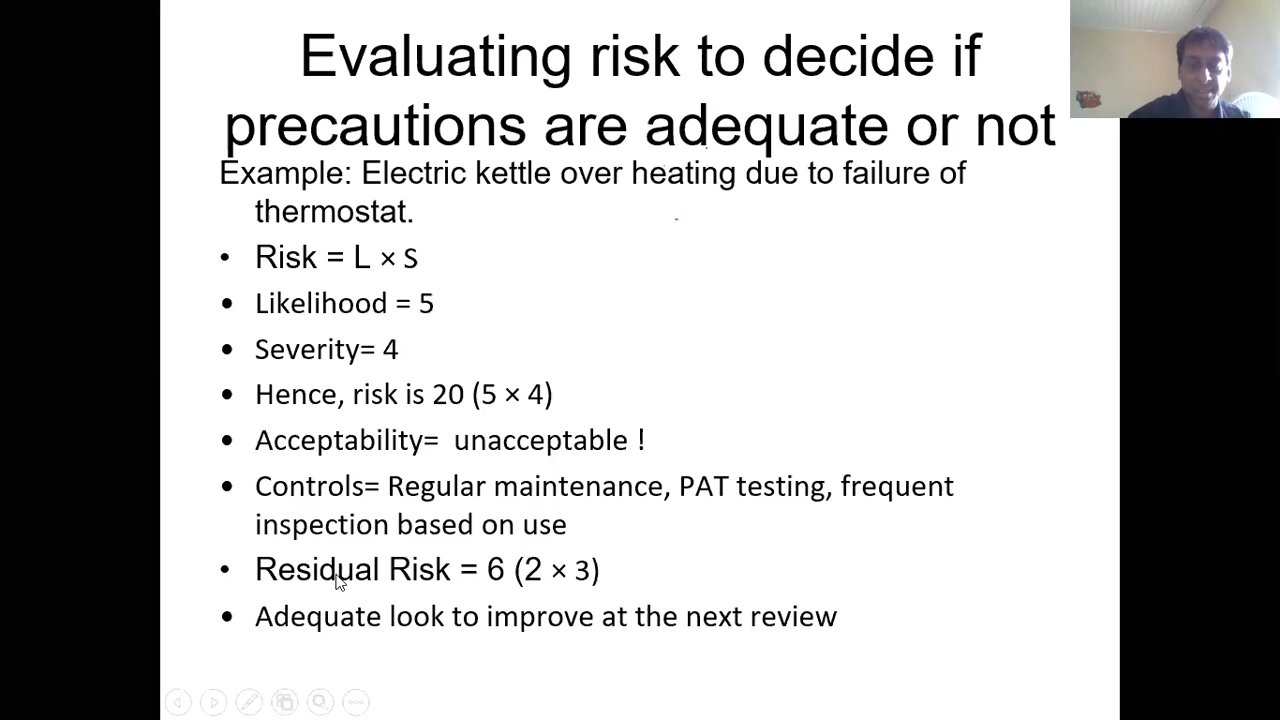 Evaluating risk to decide if
precautions are adequate or not
Example: Electric kettle over heating due to failure of
thermostat.
• Risk = L × S
• Likelihood = 5
• Severity= 4
• Hence, risk is 20 (5 × 4)
• Acceptability= unacceptable !
• Controls= Regular maintenance, PAT testing, frequent
inspection based on use
• Residual Risk = 6 (2 × 3)
• Adequate look to improve at the next review